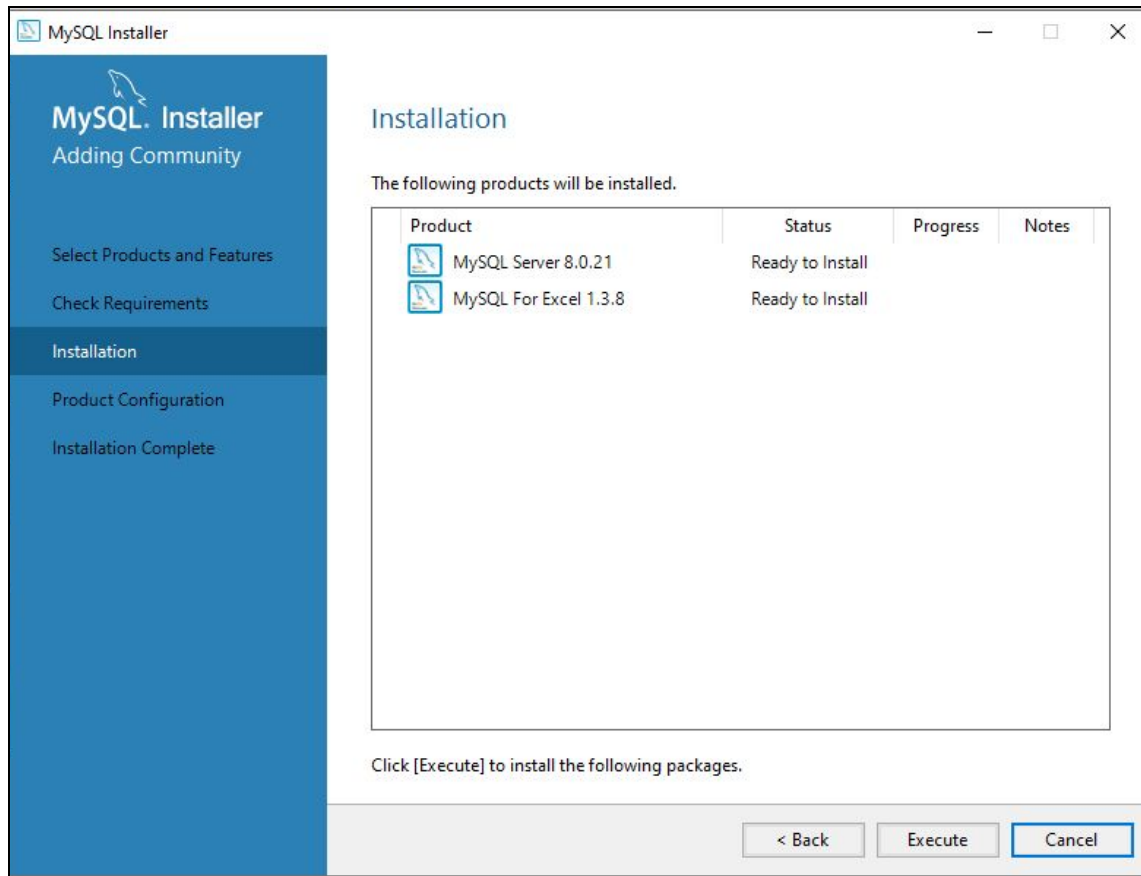 MySQL Installer
MySQL. Installer
Adding Community
Select Products and Features
Check Requirements
Installation
Product Configuration
Installation Complete
Installation
The following products will be installed.
Product Status Progress Notes
MySQL Server 8.0.21 Ready to Install
MySQL For Excel 1.3.8 Ready to Install
Click [Execute] to install the following packages.
< Back Execute Cancel